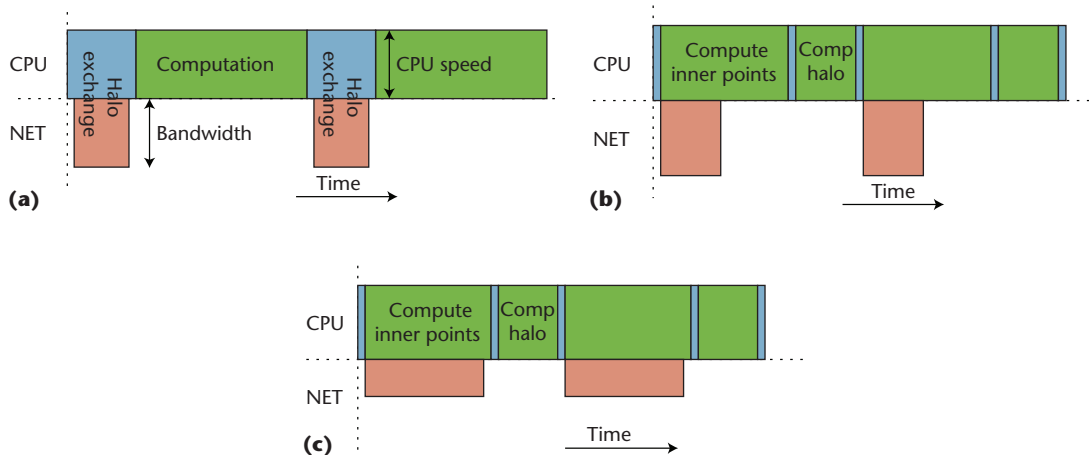 CPU
Halo
exchange
Computation
Halo
exchange
CPU speed
NET
Bandwidth
Time
(a)
CPU
Compute
inner points
Comp
halo
NET
Time
(b)
CPU
Compute
inner points
Comp
halo
NET
Time
(c)